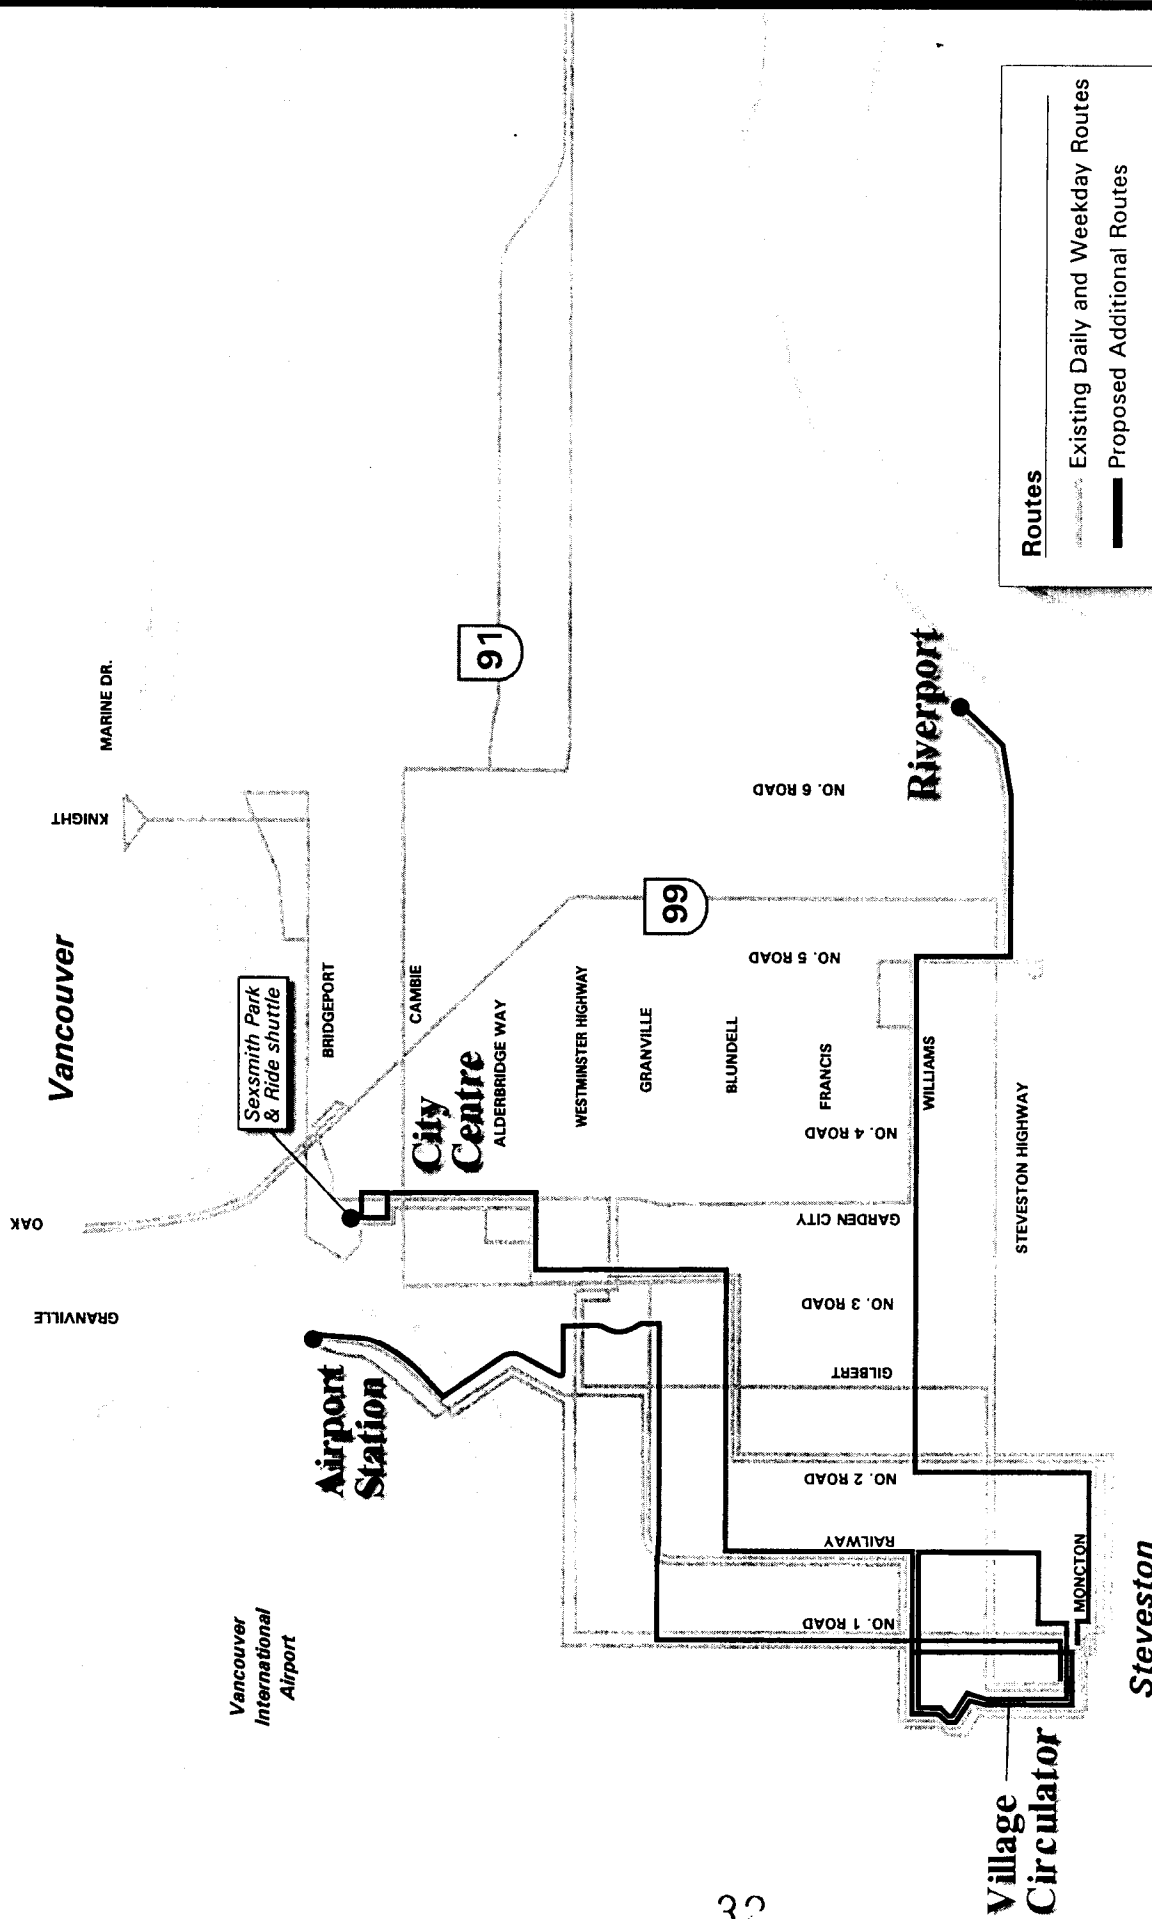 Vancouver
OAK
GRANVILLE
KNIGHT
MARINE DR.
Sexsmith Park
& Ride shuttle
BRIDGEPORT
CAMBIE
City
Centre
ALDERBRIDGE WAY
91
Airport
Station
Vancouver
International
Airport
WESTMINSTER HIGHWAY
GRANVILLE
99
BLUNDELL
FRANCIS
WILLIAMS
STEVESTON HIGHWAY
NO. 1 ROAD
RAILWAY
NO. 2 ROAD
GILBERT
NO. 3 ROAD
GARDEN CITY
NO. 4 ROAD
NO. 5 ROAD
NO. 6 ROAD
Riverport
MONCTON
Village
Circulator
Steveston
Routes
Existing Daily and Weekday Routes
Proposed Additional Routes